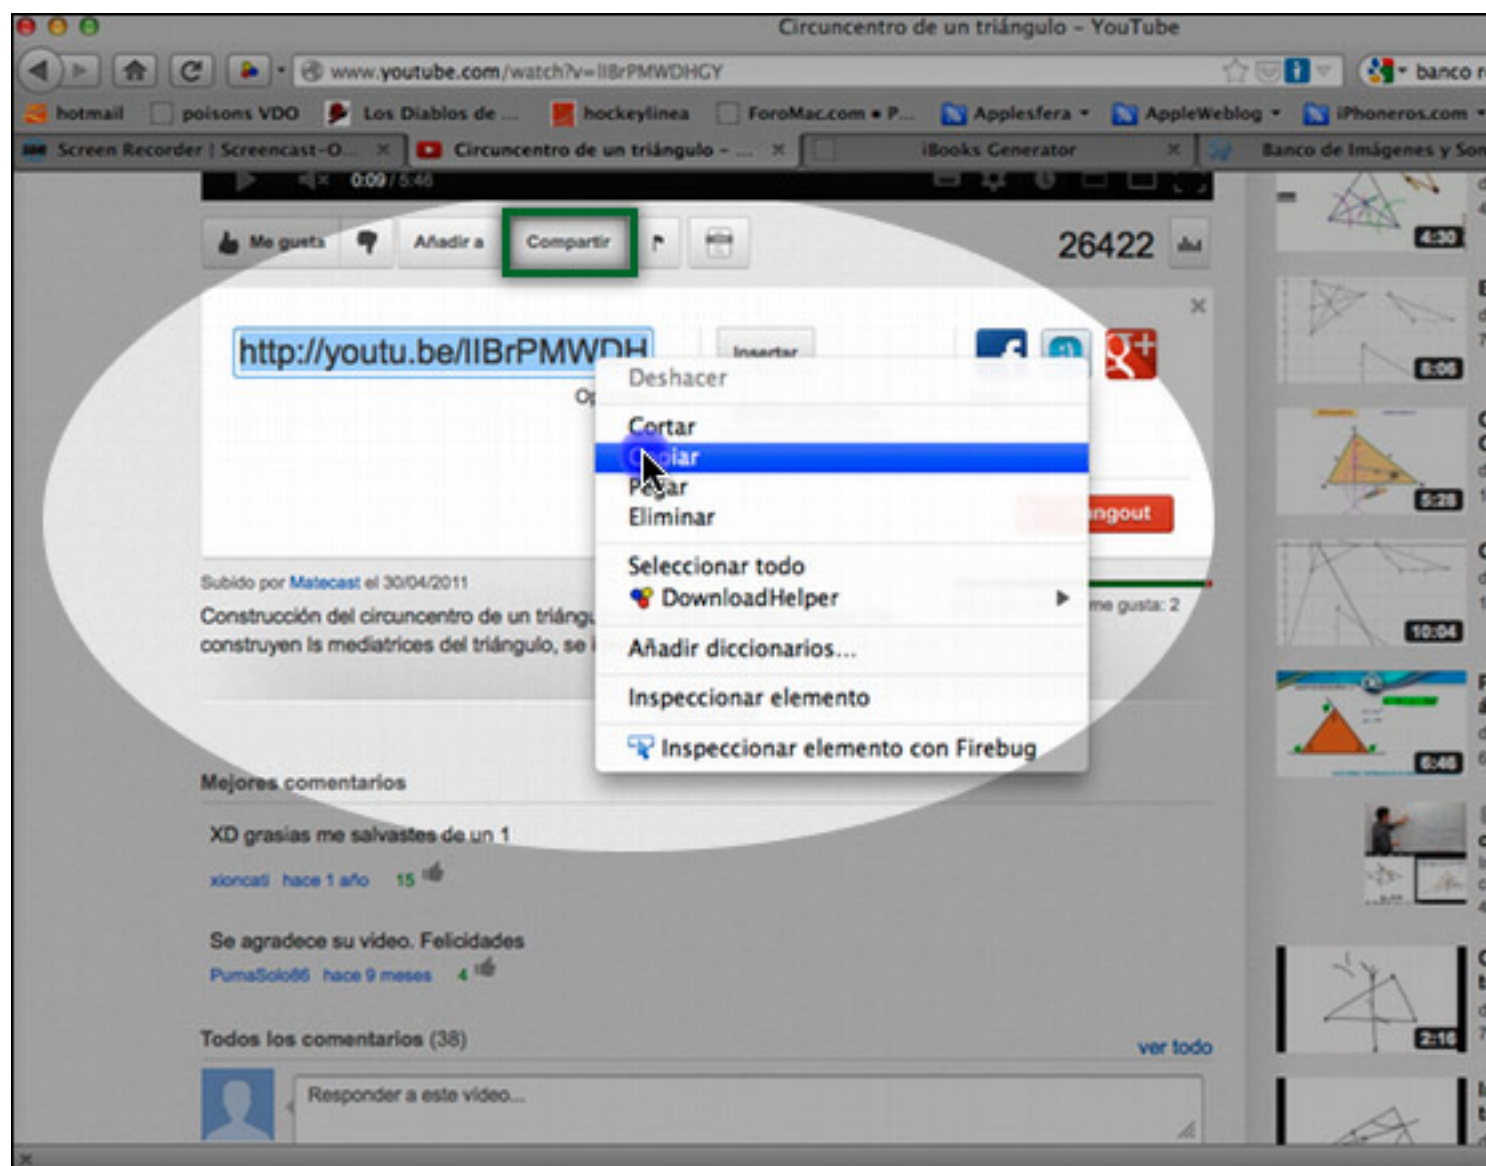 Circuncentro de un triángulo – YouTube
www.youtube.com/watch?v=IIBrPMWDHGY
banco r
hotmail poisons VDO Los Diablos de ... hockeylinea ForoMac.com • P... Applesfera AppleWeblog iPhoneros.com
Screen Recorder | Screencast-O... Circuncentro de un triángulo – ... iBooks Generator Banco de Imágenes y Son
0:09 / 5:46
Me gusta Añadir a Compartir 26422
http://youtu.be/IIBrPMWDH Insertar
Deshacer
Cortar
Copiar
Pegar
Eliminar
ngout
Seleccionar todo
DownloadHelper
Añadir diccionarios...
Inspeccionar elemento
Inspeccionar elemento con Firebug
Subido por Matecast el 30/04/2011
me gusta: 2
Construcción del circuncentro de un triángu
construyen ls mediatrices del triángulo, se i
Mejores comentarios
XD grasias me salvastes de un 1
xioncati hace 1 año 15
Se agradece su video. Felicidades
PumaSolo86 hace 9 meses 4
Todos los comentarios (38)
ver todo
Responder a este vídeo...
4:30
8:06
5:28
10:04
6:46
2:16